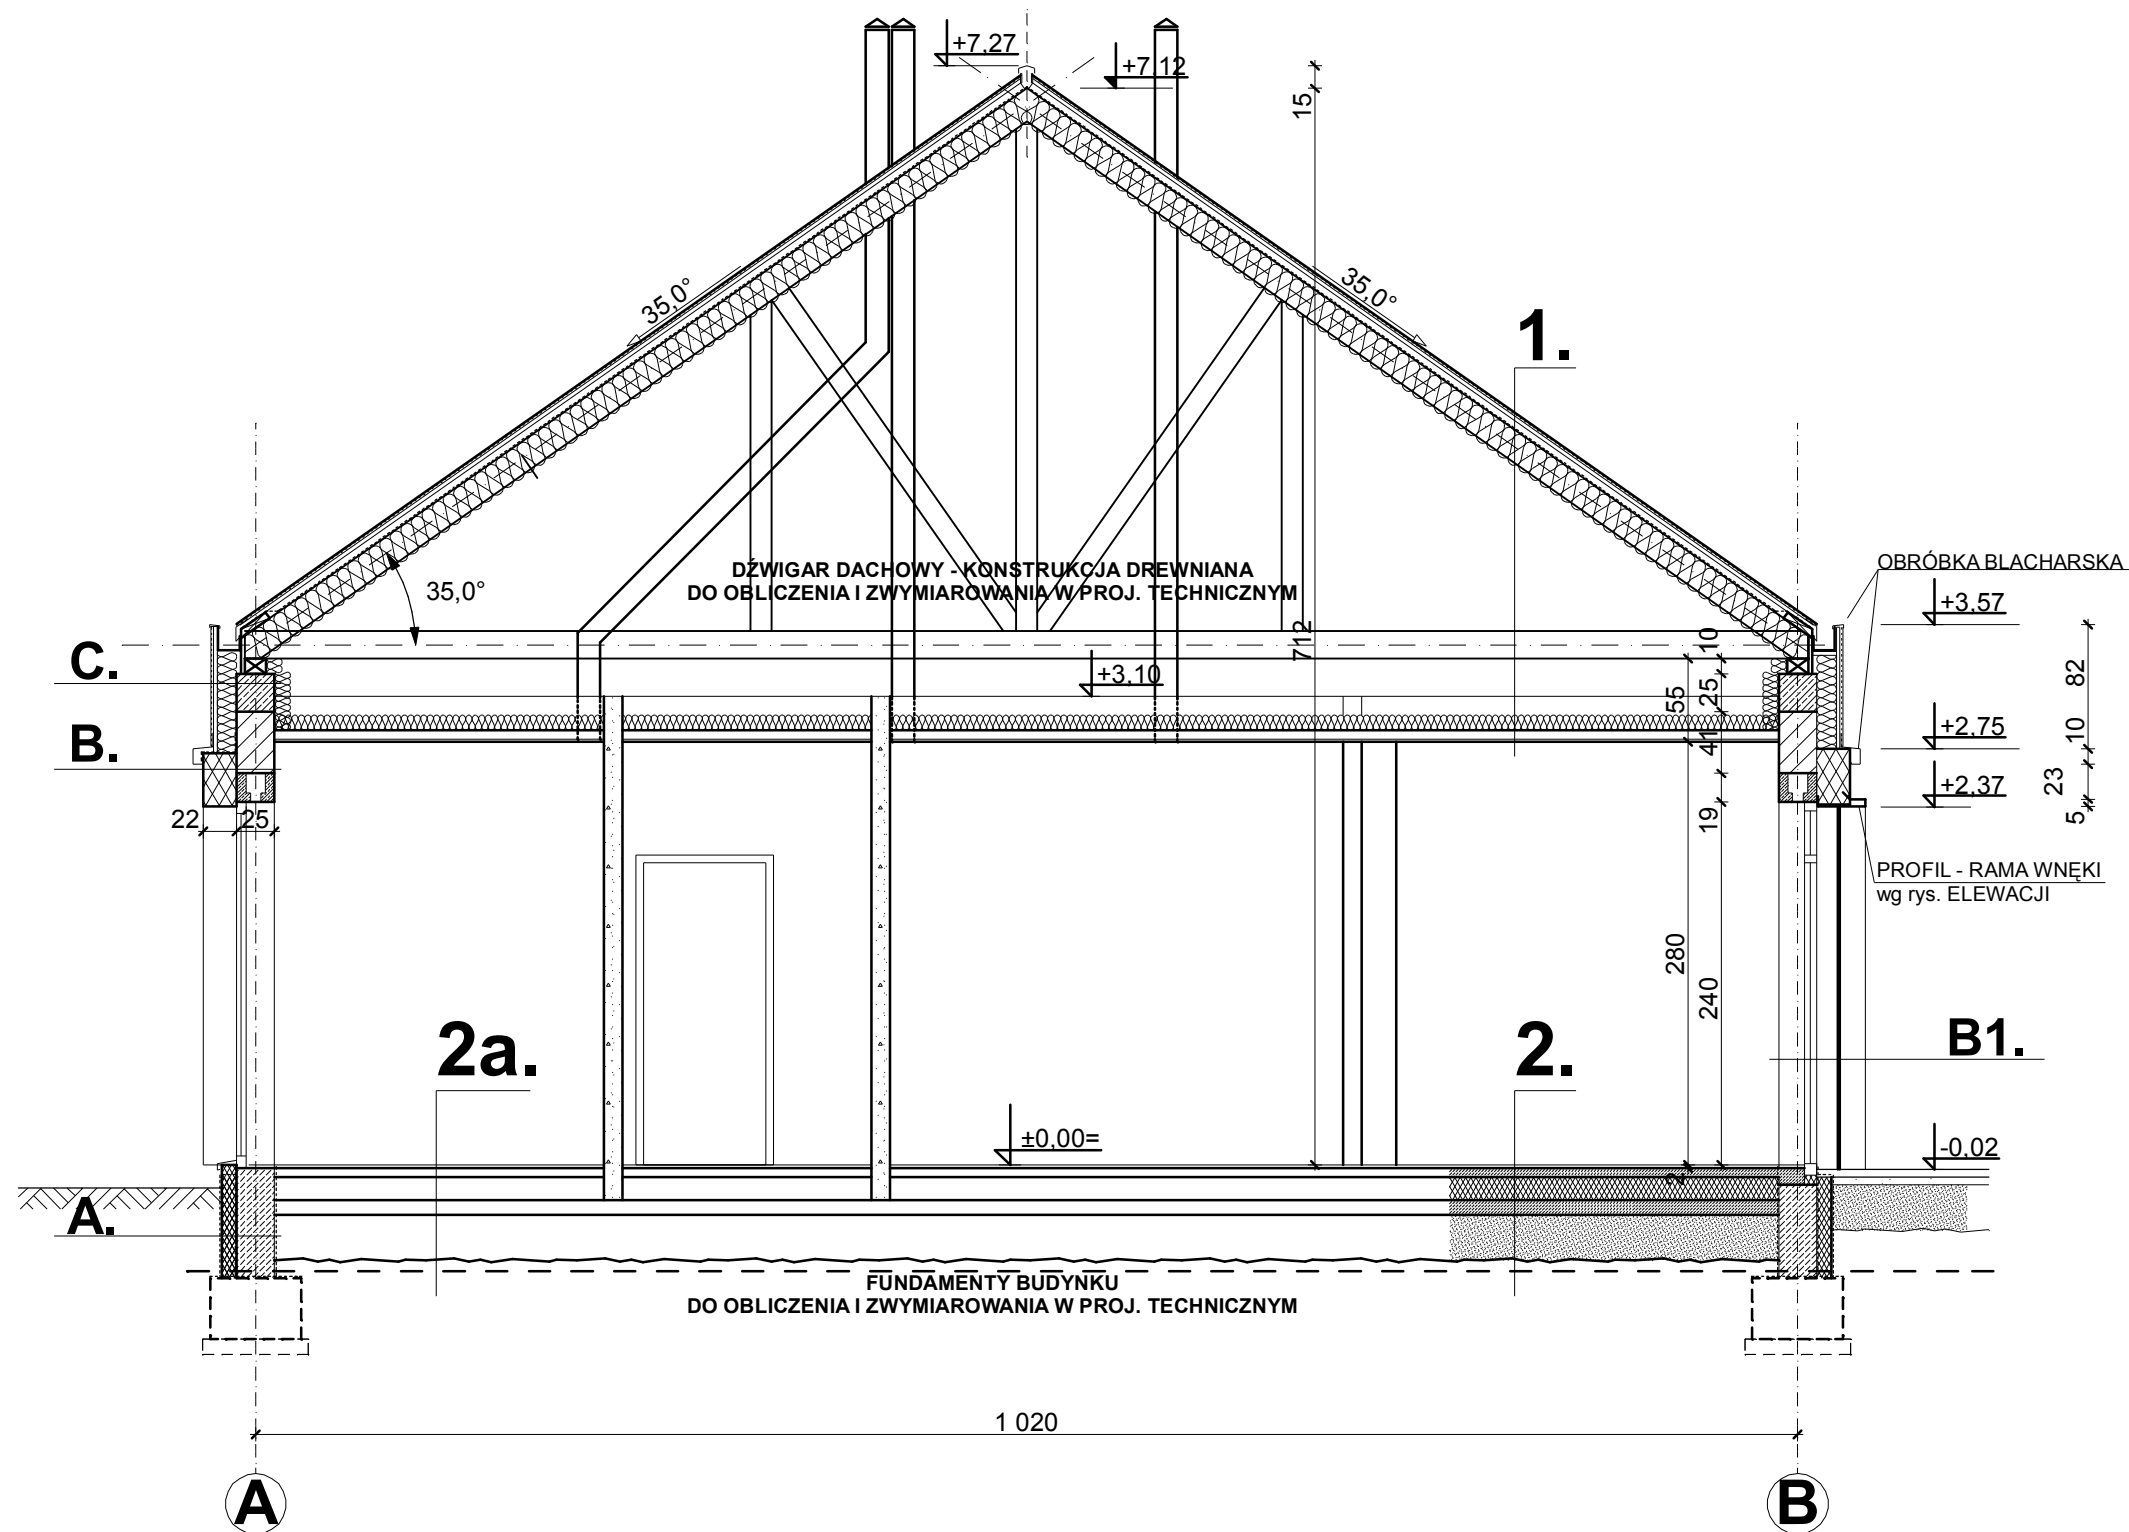 +7,27
+7,12
15
35,0°
35,0°
1.
35,0°
DŹWIGAR DACHOWY - KONSTRUKCJA DREWNIANA
DO OBLICZENIA I ZWYMIAROWANIA W PROJ. TECHNICZNYM
OBRÓBKA BLACHARSKA
+3,57
712
10
C.
+3,10
55
25
82
B.
41
+2,75
10
+2,37
23
22
25
19
5
PROFIL - RAMA WNĘKI
wg rys. ELEWACJI
280
240
2a.
2.
B1.
±0,00=
-0,02
2
A.
FUNDAMENTY BUDYNKU
DO OBLICZENIA I ZWYMIAROWANIA W PROJ. TECHNICZNYM
1 020
A
B